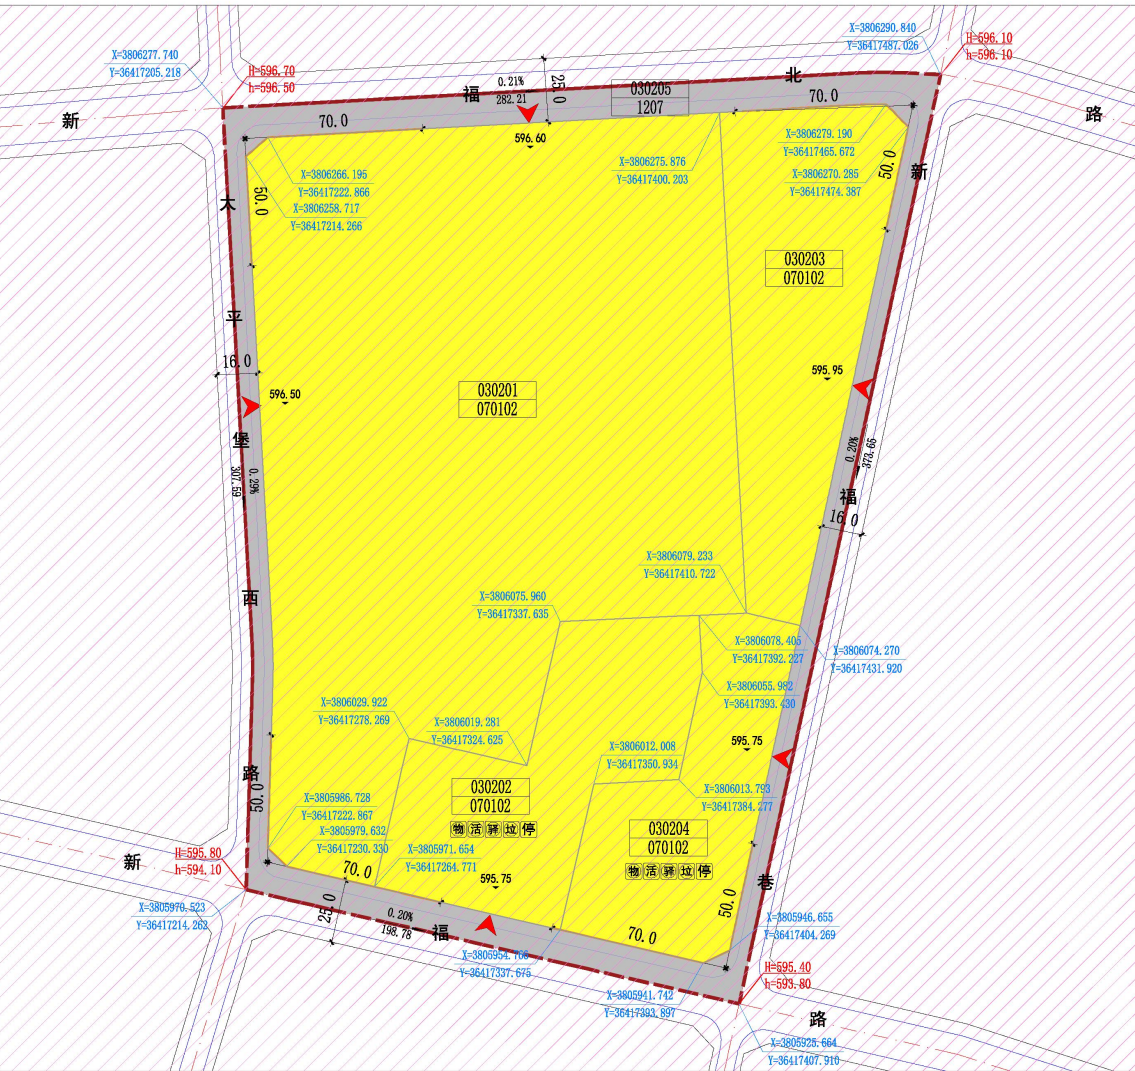 X=3806290.840
Y=36417487.026
H=596.10
h=596.10
X=3806277.740
Y=36417205.218
H=596.70
h=596.50
新
福
北
路
0.21%
282.21
25.0
030205
1207
70.0
70.0
596.60
X=3806279.190
Y=36417465.672
X=3806275.876
Y=36417400.203
X=3806270.285
Y=36417474.387
50.0
新
X=3806266.195
Y=36417222.866
X=3806258.717
Y=36417214.266
50.0
大
030203
070102
平
16.0
596.50
595.95
030201
070102
堡
307.59
0.29%
0.20%
373.65
福
16.0
X=3806079.233
Y=36417410.722
X=3806075.960
Y=36417337.635
西
X=3806078.405
Y=36417392.227
X=3806074.270
Y=36417431.920
X=3806055.982
Y=36417393.430
X=3806029.922
Y=36417278.269
X=3806019.281
Y=36417324.625
595.75
X=3806012.008
Y=36417350.934
路
50.0
030202
070102
物 活 驿 垃 停
X=3806013.793
Y=36417384.277
X=3805986.728
Y=36417222.867
X=3805979.632
Y=36417230.330
030204
070102
物 活 驿 垃 停
H=595.80
h=594.10
新
X=3805971.654
Y=36417264.771
70.0
595.75
巷
50.0
X=3805970.523
Y=36417214.262
25.0
0.20%
198.78
福
70.0
X=3805946.655
Y=36417404.269
X=3805954.766
Y=36417337.675
H=595.40
h=593.80
X=3805941.742
Y=36417393.897
路
X=3805925.664
Y=36417407.910